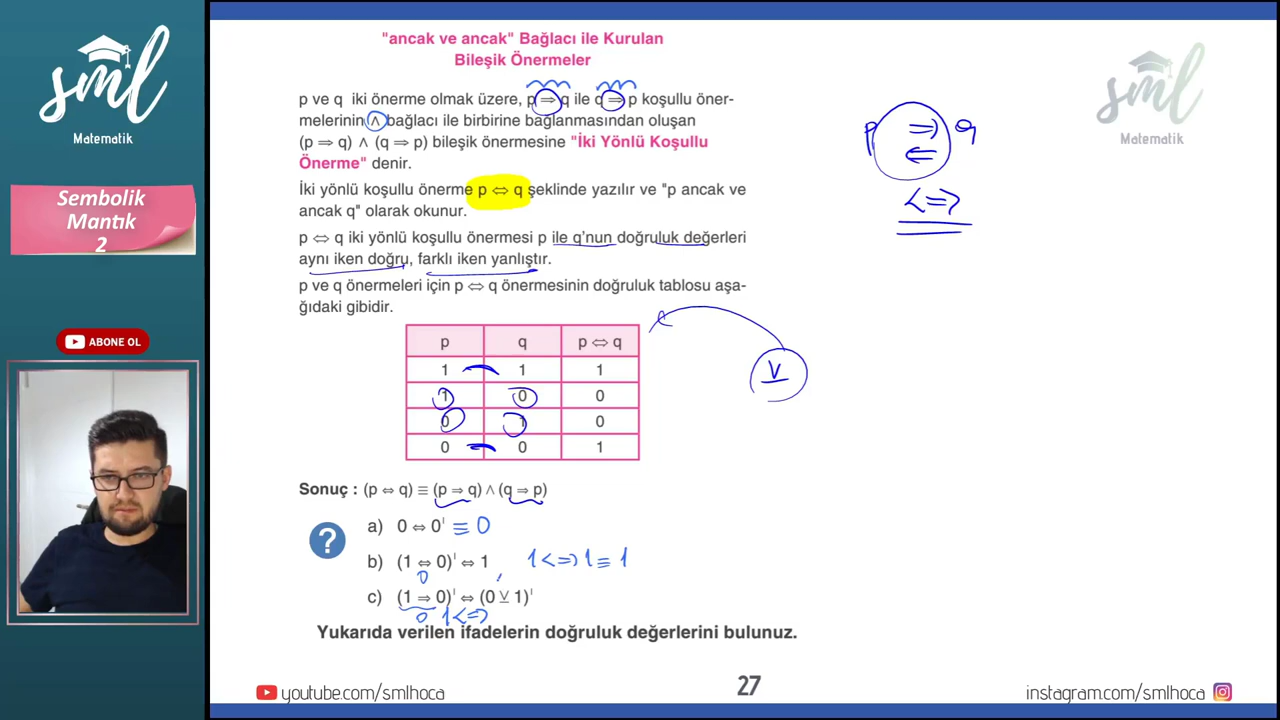 sml
Matematik
Sembolik
Mantık
2
ABONE OL
"ancak ve ancak" Bağlacı ile Kurulan
Bileşik Önermeler
p ve q iki önerme olmak üzere, p ⇒ q ile q ⇒ p koşullu öner-
melerinin ∧ bağlacı ile birbirine bağlanmasından oluşan
(p ⇒ q) ∧ (q ⇒ p) bileşik önermesine "İki Yönlü Koşullu
Önerme" denir.
İki yönlü koşullu önerme p ⇔ q şeklinde yazılır ve "p ancak ve
ancak q" olarak okunur.
p ⇔ q iki yönlü koşullu önermesi p ile q'nun doğruluk değerleri
aynı iken doğru, farklı iken yanlıştır.
p ve q önermeleri için p ⇔ q önermesinin doğruluk tablosu aşa-
ğıdaki gibidir.
p q p ⇔ q
1 1 1
1 0 0
0 1 0
0 0 1
Sonuç : (p ⇔ q) ≡ (p ⇒ q) ∧ (q ⇒ p)
?
a) 0 ⇔ 0' ≡ 0
b) (1 ⇔ 0)' ⇔ 1 1 <=> 1 ≡ 1
0
c) (1 ⇒ 0)' ⇔ (0 ⊻ 1)'
0 1 <=>
Yukarıda verilen ifadelerin doğruluk değerlerini bulunuz.
p ⇒ q
⇐
<=>
⊻
sml
Matematik
youtube.com/smlhoca
27
instagram.com/smlhoca